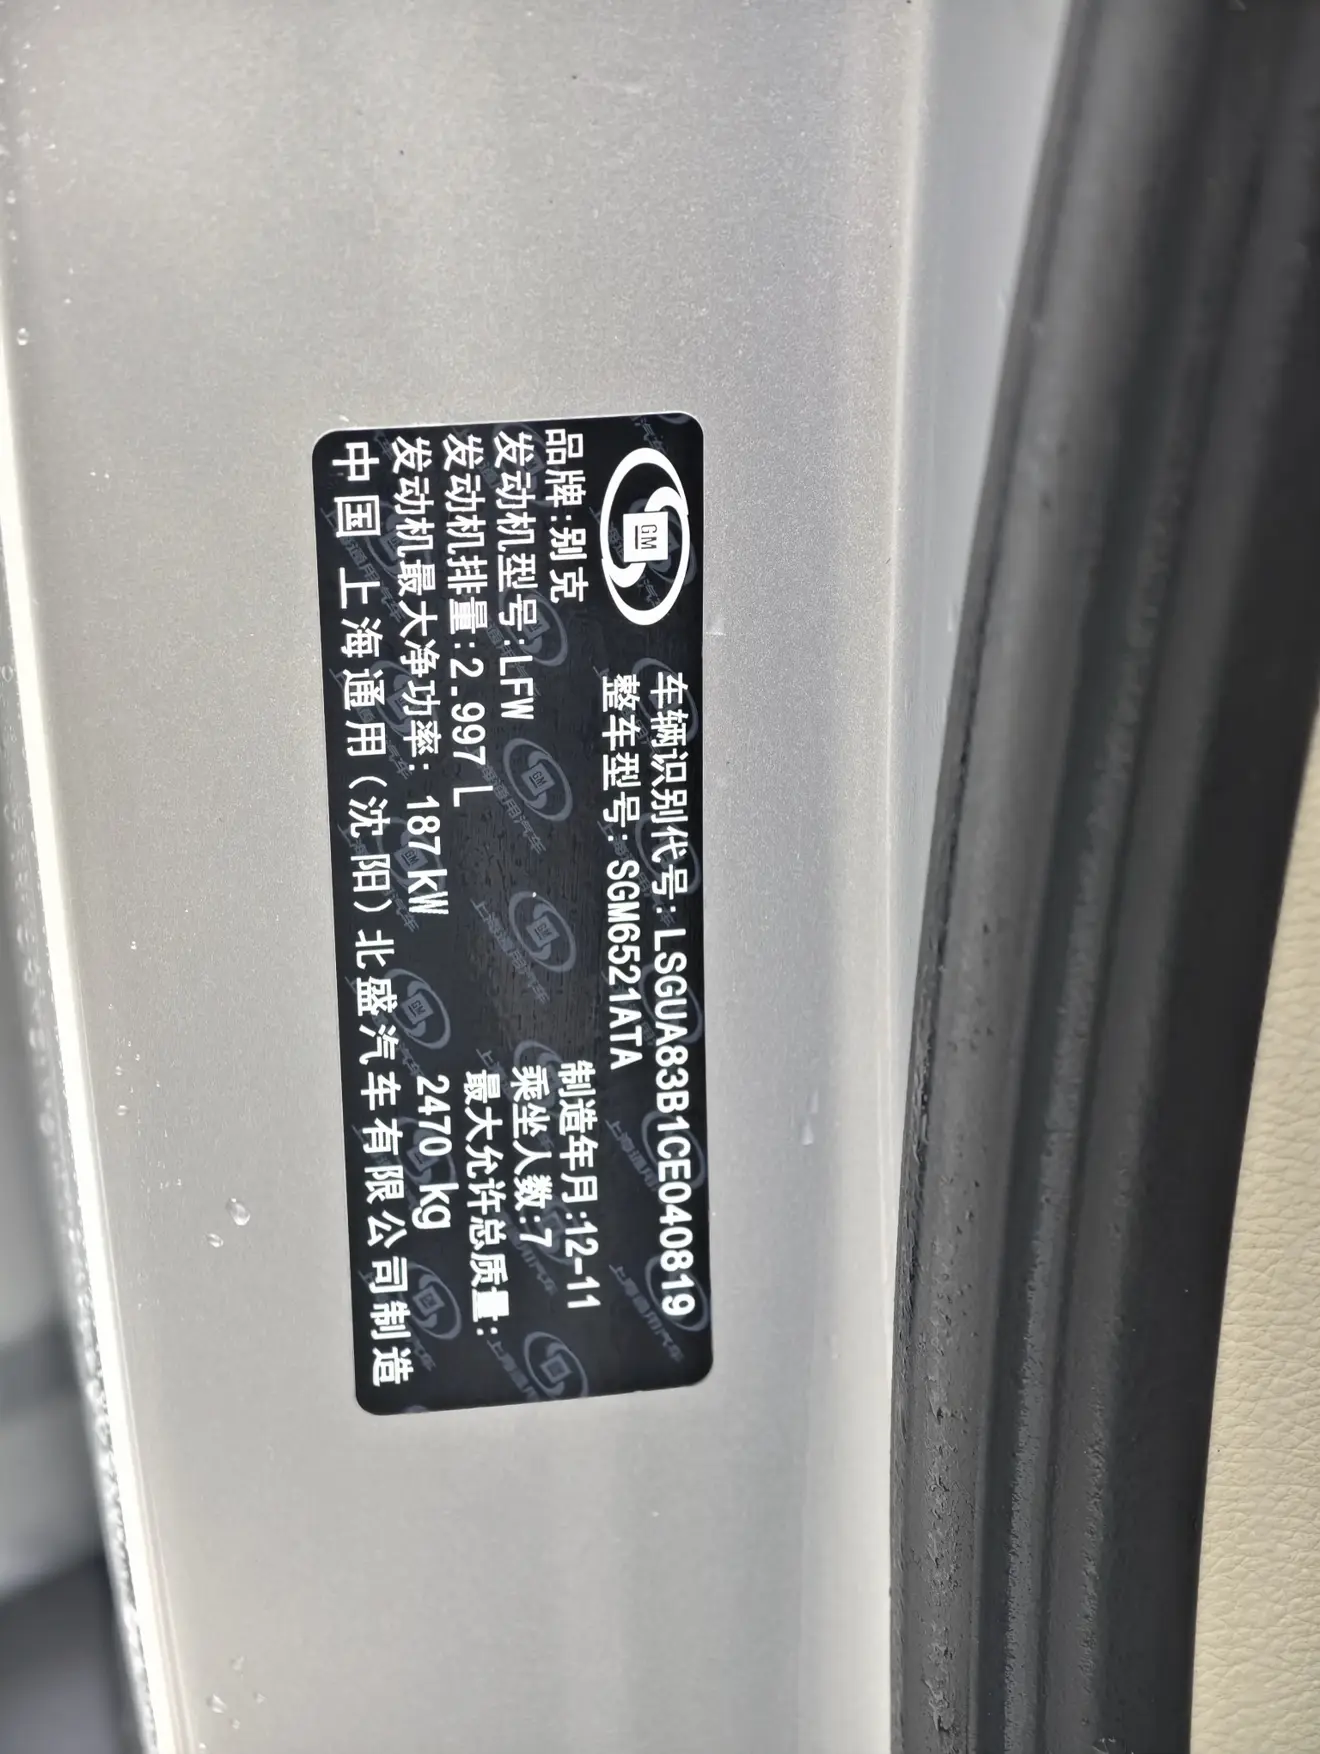 GM
车辆识别代号:LSGUA83B1CE040819
整车型号:SGM6521ATA
品牌:别克
制造年月:12-11
发动机型号:LFW
乘坐人数:7
发动机排量:2.997 L
最大允许总质量:
发动机最大净功率: 187kW
2470 kg
中国 上海通用(沈阳)北盛汽车有限公司制造